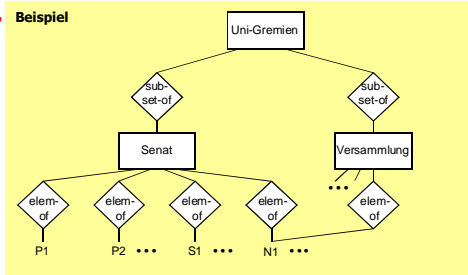 Beispiel
Uni-Gremien
sub-
set-of
sub-
set-of
Senat
Versammlung
•••
elem-
of
elem-
of
elem-
of
elem-
of
elem-
of
P1
P2 •••
S1 •••
N1 •••